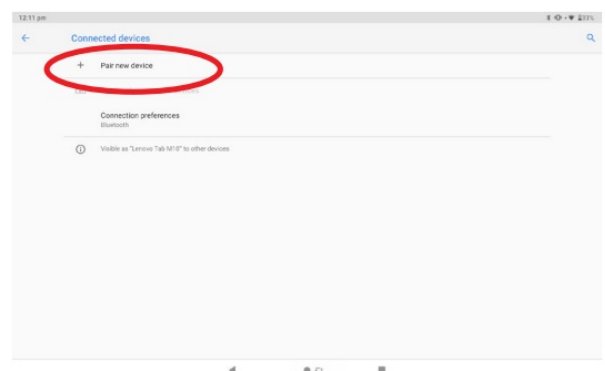 12:11 pm
33%
Connected devices
Pair new device
Connection preferences
Bluetooth
Visible as "Lenovo Tab M10" to other devices